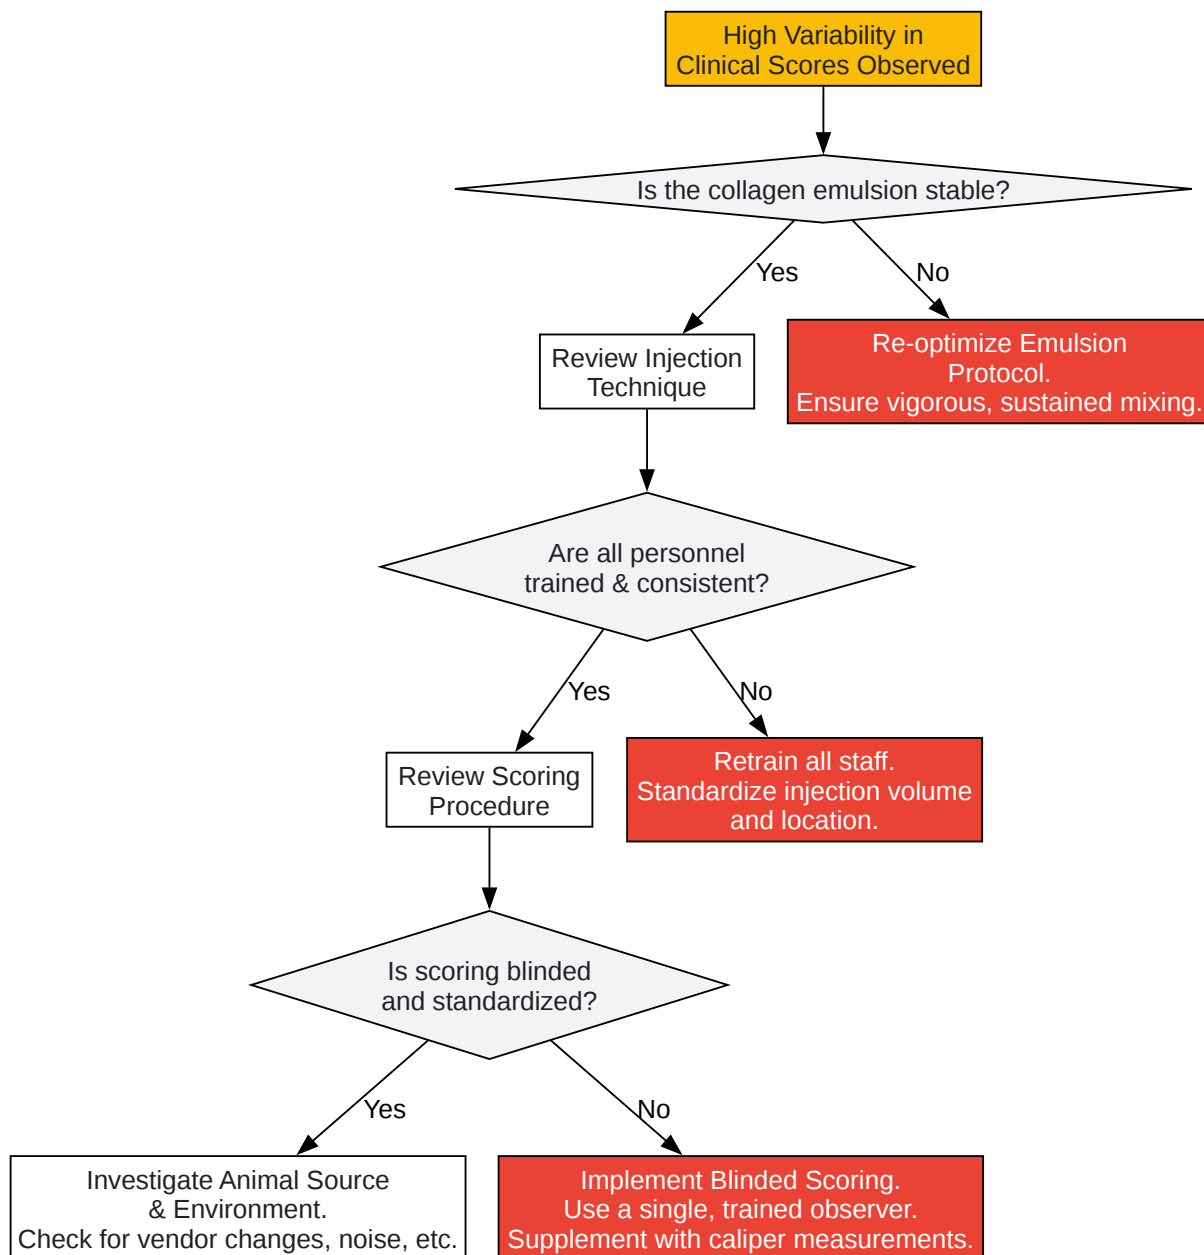 High Variability in
Clinical Scores Observed
Is the collagen emulsion stable?
Yes
No
Review Injection
Technique
Re-optimize Emulsion
Protocol.
Ensure vigorous, sustained mixing.
Are all personnel
trained & consistent?
Yes
No
Review Scoring
Procedure
Retrain all staff.
Standardize injection volume
and location.
Is scoring blinded
and standardized?
Yes
No
Investigate Animal Source
& Environment.
Check for vendor changes, noise, etc.
Implement Blinded Scoring.
Use a single, trained observer.
Supplement with caliper measurements.